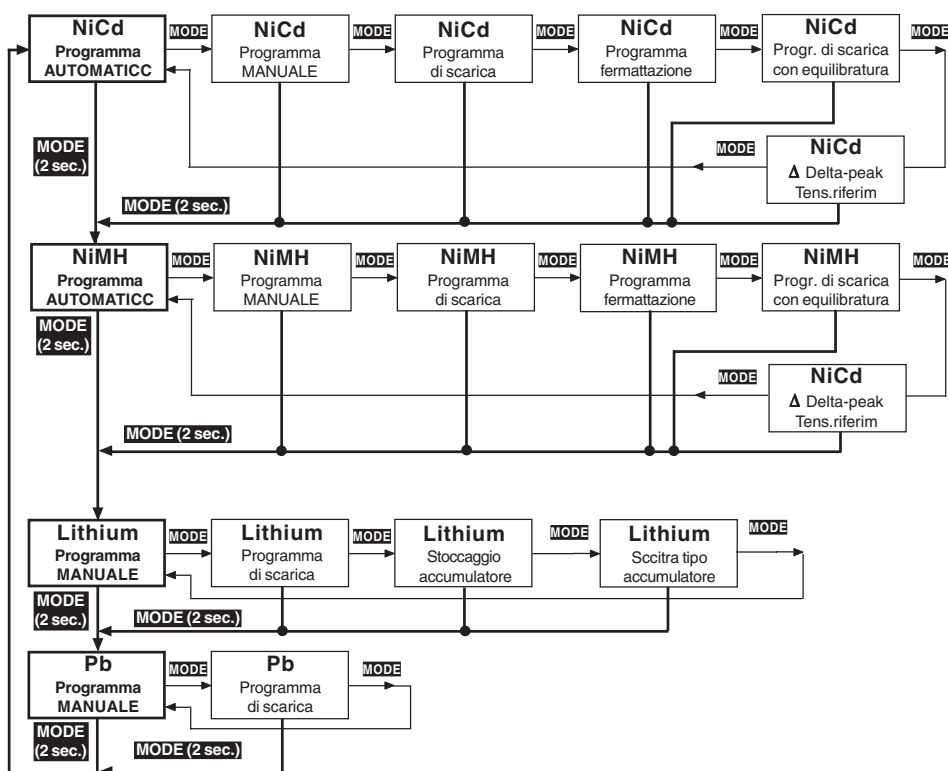 NiCd
Programma
AUTOMATICC
MODE
NiCd
Programma
MANUALE
MODE
NiCd
Programma
di scarica
MODE
NiCd
Programma
fermattazione
MODE
NiCd
Progr. di scarica
con equilibratura
MODE
MODE
(2 sec.)
MODE
NiCd
Δ Delta-peak
Tens.riferim
MODE (2 sec.)
NiMH
Programma
AUTOMATICC
MODE
NiMH
Programma
MANUALE
MODE
NiMH
Programma
di scarica
MODE
NiMH
Programma
fermattazione
MODE
NiMH
Progr. di scarica
con equilibratura
MODE
MODE
(2 sec.)
MODE
NiCd
Δ Delta-peak
Tens.riferim
MODE (2 sec.)
Lithium
Programma
MANUALE
MODE
Lithium
Programma
di scarica
MODE
Lithium
Stoccaggio
accumulatore
MODE
Lithium
Sccitra tipo
accumulatore
MODE
MODE
(2 sec.)
MODE (2 sec.)
Pb
Programma
MANUALE
MODE
Pb
Programma
di scarica
MODE
MODE
(2 sec.)
MODE (2 sec.)